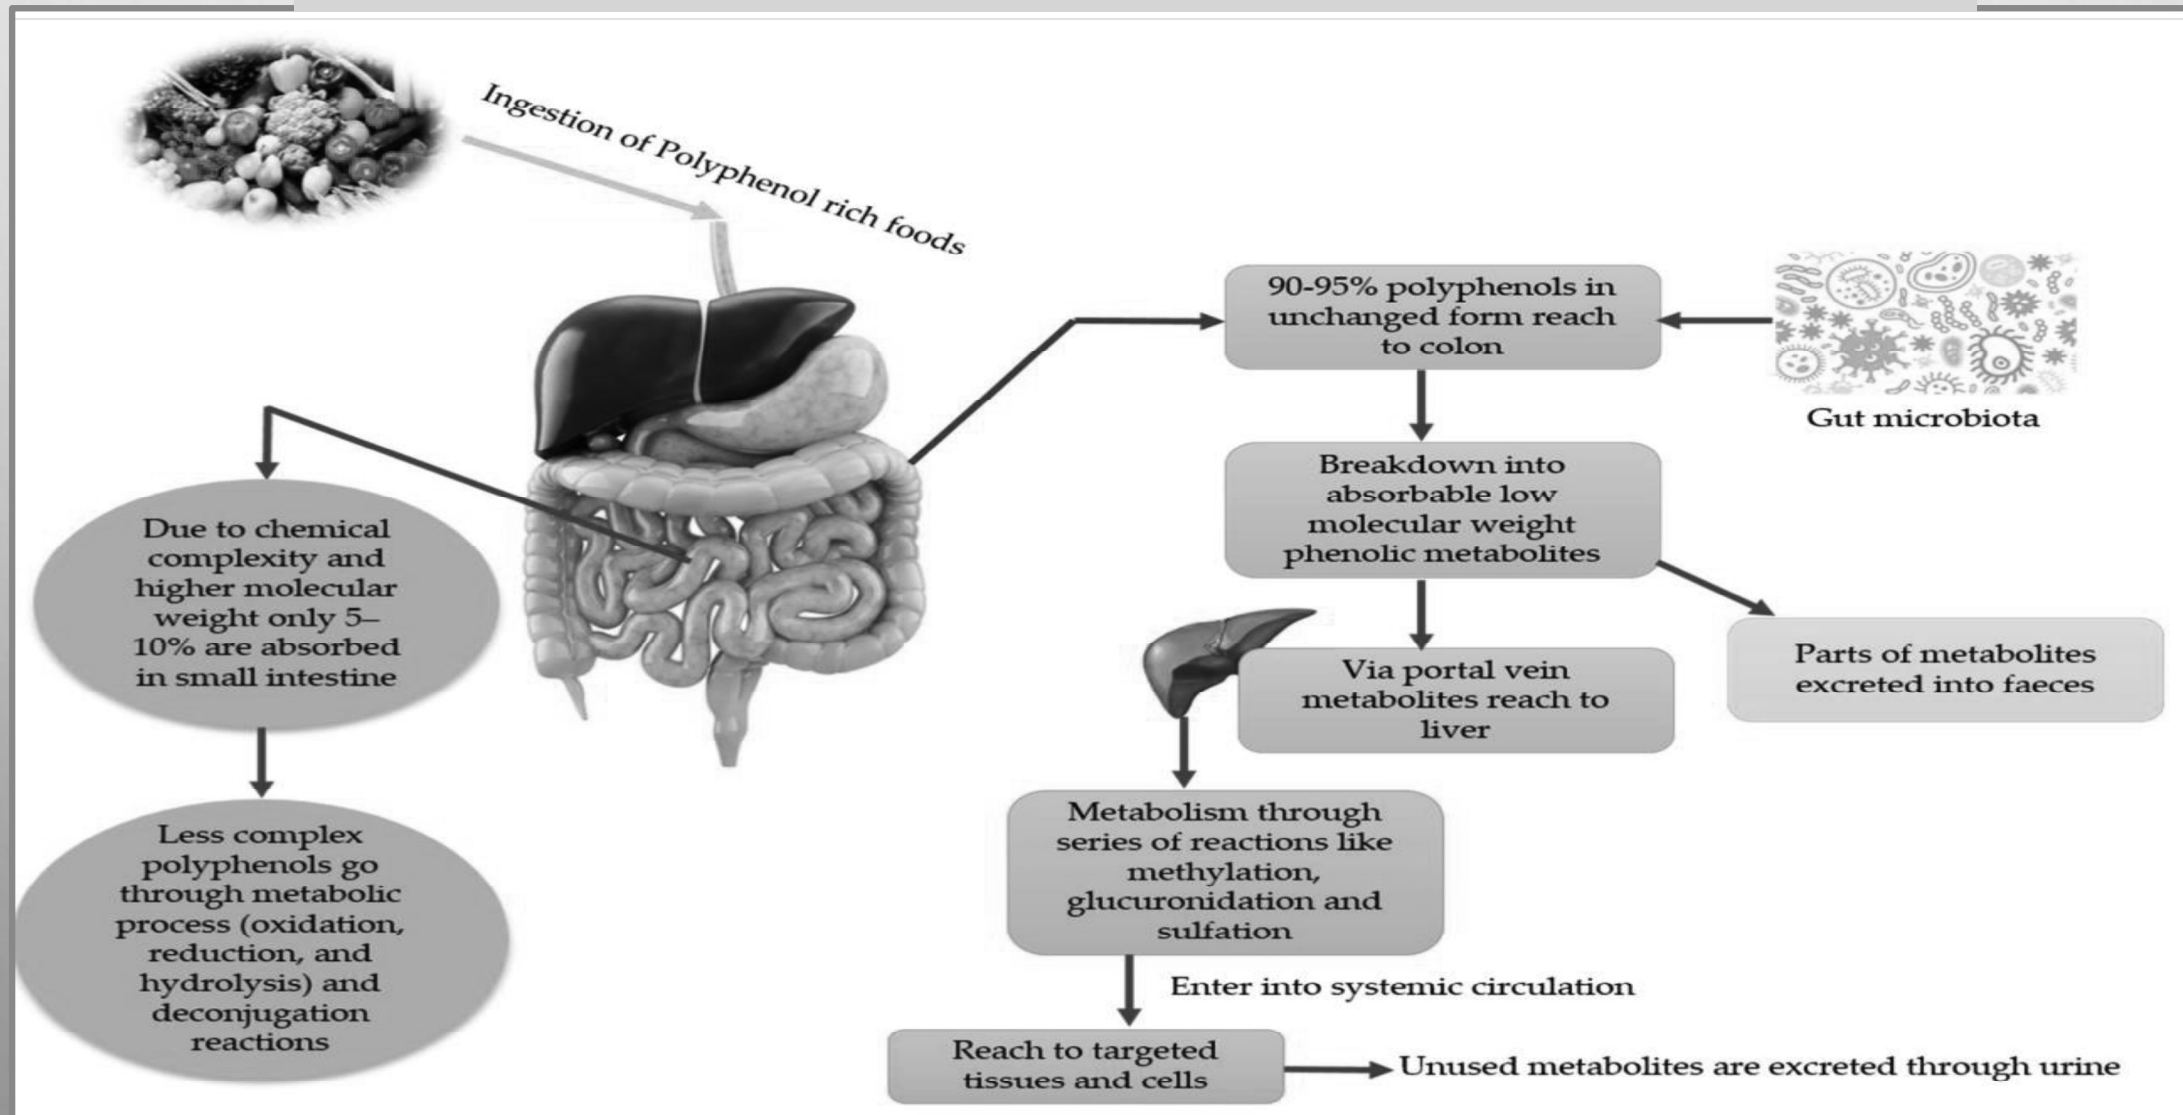 Ingestion of Polyphenol rich foods
90-95% polyphenols in
unchanged form reach
to colon
Gut microbiota
Breakdown into
absorbable low
molecular weight
phenolic metabolites
Due to chemical
complexity and
higher molecular
weight only 5–
10% are absorbed
in small intestine
Via portal vein
metabolites reach to
liver
Parts of metabolites
excreted into faeces
Less complex
polyphenols go
through metabolic
process (oxidation,
reduction, and
hydrolysis) and
deconjugation
reactions
Metabolism through
series of reactions like
methylation,
glucuronidation and
sulfation
Enter into systemic circulation
Reach to targeted
tissues and cells
Unused metabolites are excreted through urine